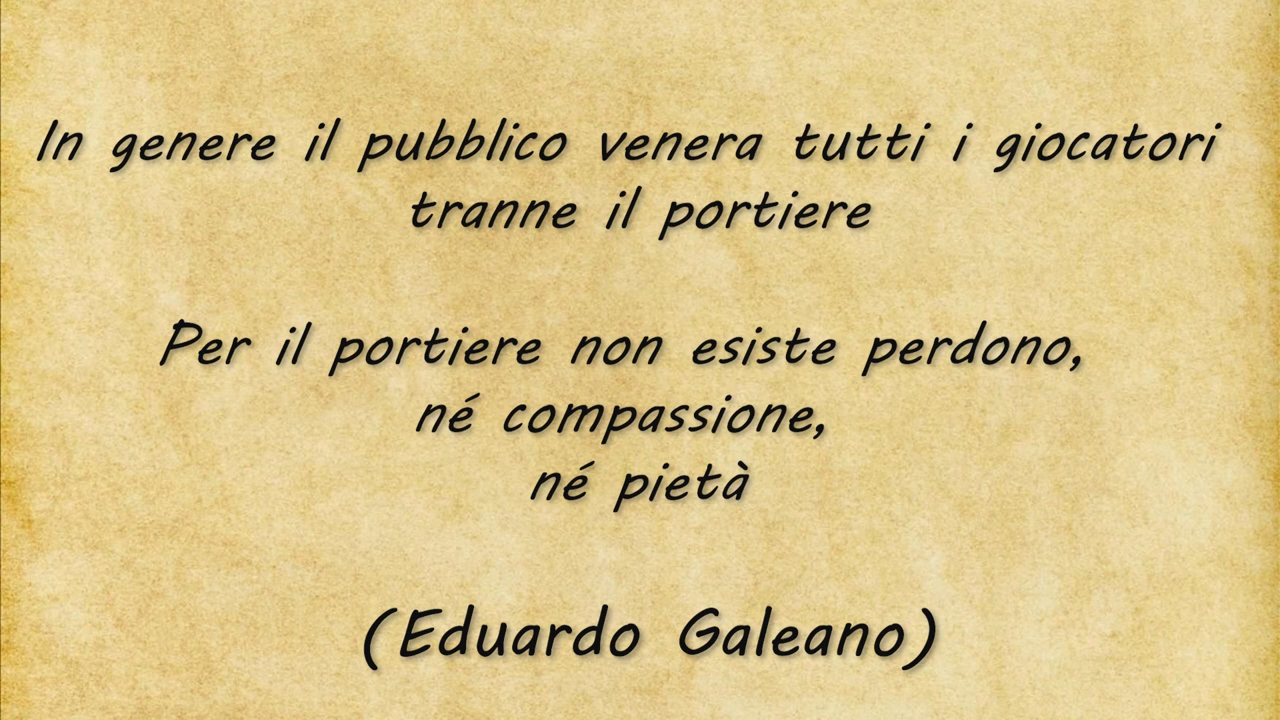 In genere il pubblico venera tutti i giocatori
tranne il portiere
Per il portiere non esiste perdono,
né compassione,
né pietà
(Eduardo Galeano)